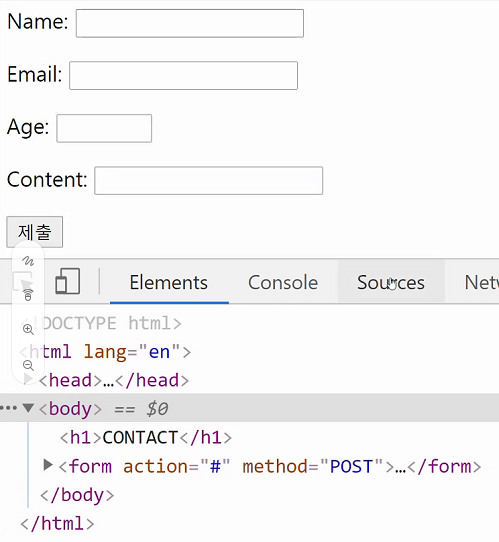 Name:
Email:
Age:
Content:
제출
Elements Console Sources Netw
<!DOCTYPE html>
<html lang="en">
<head>…</head>
<body> == $0
<h1>CONTACT</h1>
<form action="#" method="POST">…</form>
</body>
</html>